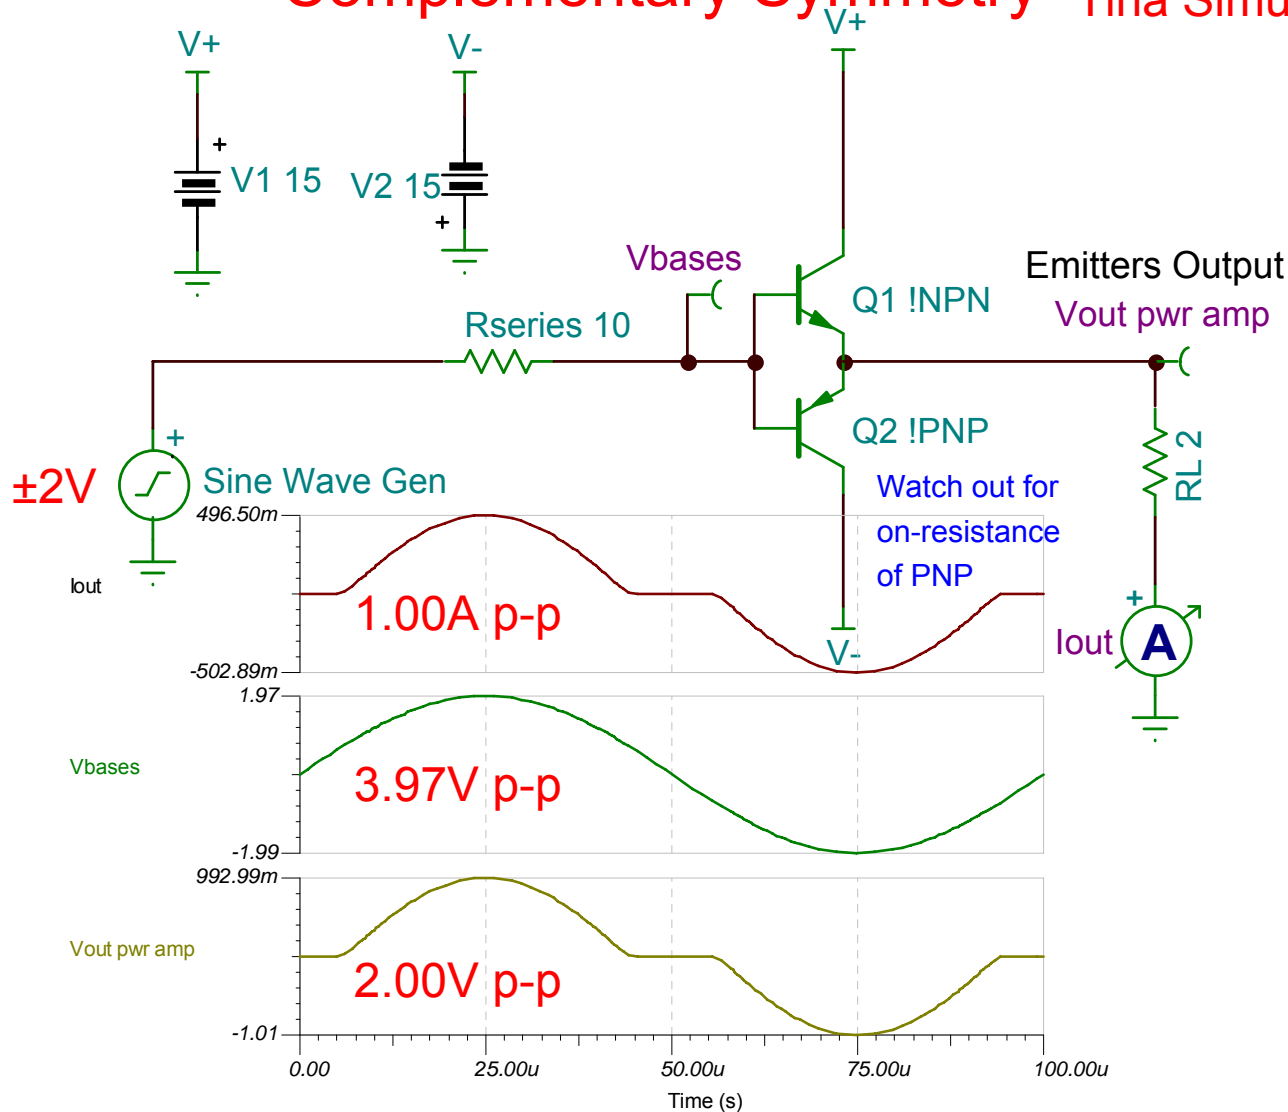 Complementary Symmetry
V+
V-
V+
+
V1 15
V2 15
+
Vbases
Emitters Output
Q1 !NPN
Vout pwr amp
Rseries 10
Q2 !PNP
RL 2
+
±2V
Sine Wave Gen
Watch out for
on-resistance
of PNP
V-
+
Iout
A
496.50m
Iout
1.00A p-p
-502.89m
1.97
Vbases
3.97V p-p
-1.99
992.99m
Vout pwr amp
2.00V p-p
-1.01
0.00
25.00u
50.00u
75.00u
100.00u
Time (s)